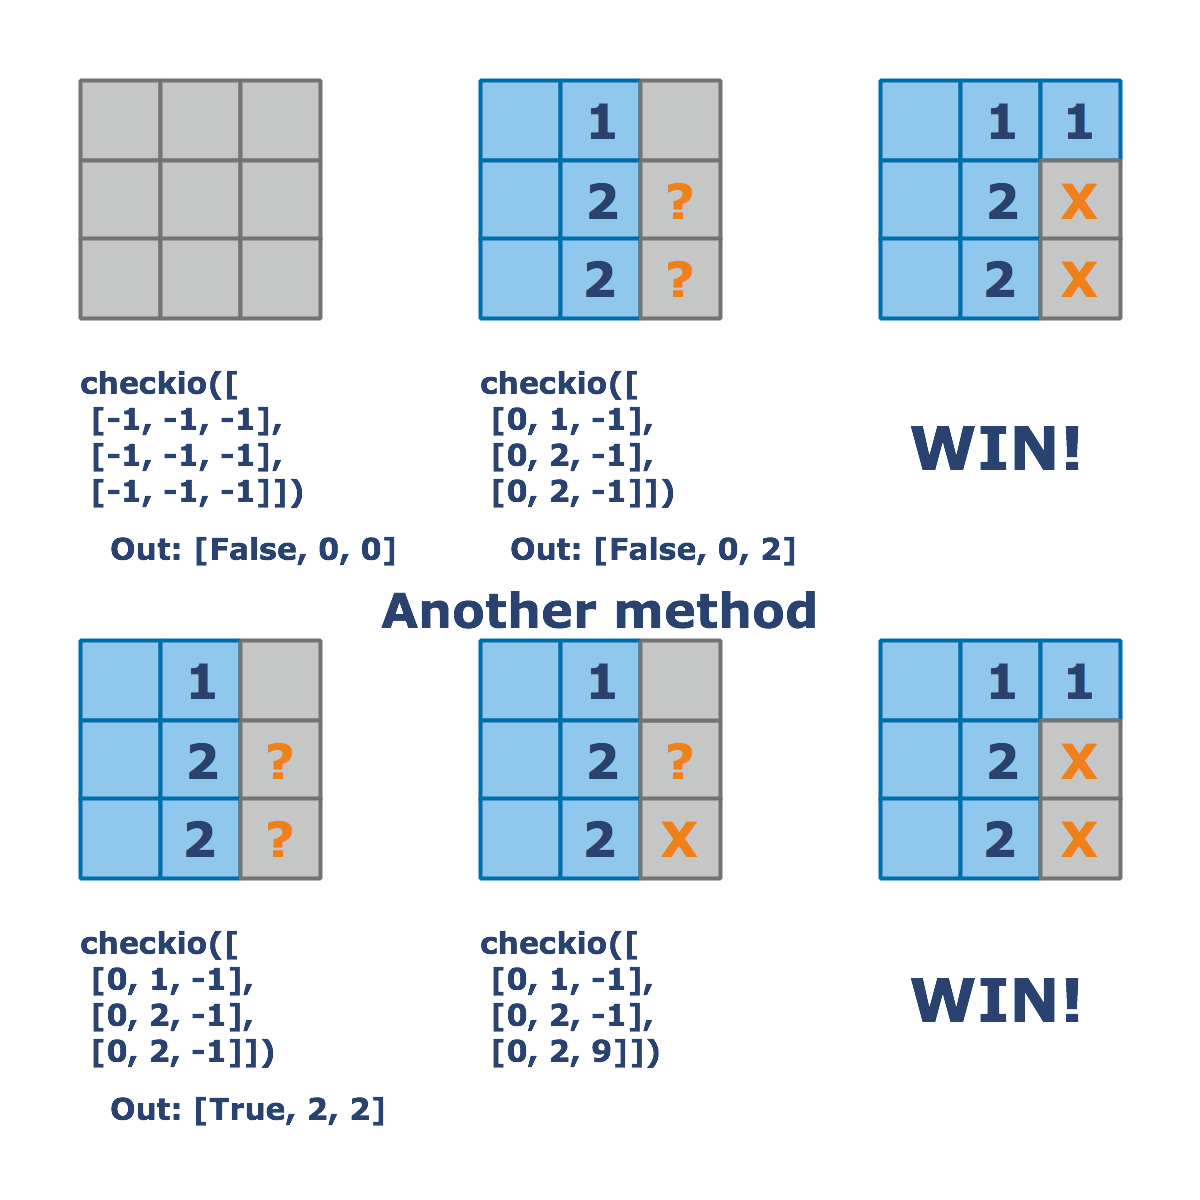 1
1 1
2 ?
2 X
2 ?
2 X
checkio([
[-1, -1, -1],
[-1, -1, -1],
[-1, -1, -1]])
Out: [False, 0, 0]
checkio([
[0, 1, -1],
[0, 2, -1],
[0, 2, -1]])
Out: [False, 0, 2]
WIN!
Another method
1
1
1 1
2 ?
2 ?
2 X
2 ?
2 X
2 X
checkio([
[0, 1, -1],
[0, 2, -1],
[0, 2, -1]])
Out: [True, 2, 2]
checkio([
[0, 1, -1],
[0, 2, -1],
[0, 2, 9]])
WIN!